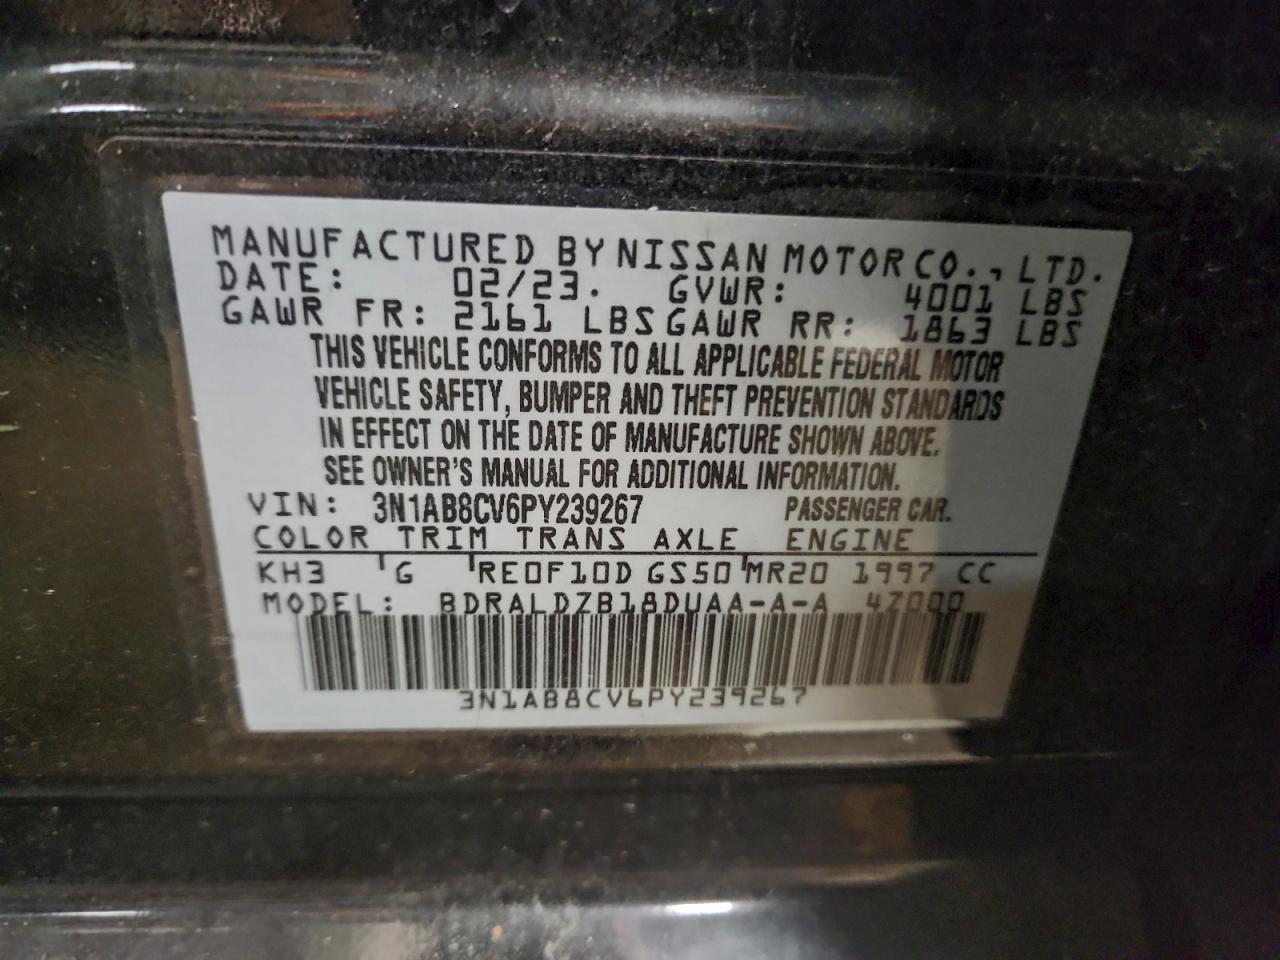 MANUFACTURED BY NISSAN MOTOR CO., LTD.
DATE: 02/23. GVWR: 4001 LBS
GAWR FR: 2161 LBS GAWR RR: 1863 LBS
THIS VEHICLE CONFORMS TO ALL APPLICABLE FEDERAL MOTOR
VEHICLE SAFETY, BUMPER AND THEFT PREVENTION STANDARDS
IN EFFECT ON THE DATE OF MANUFACTURE SHOWN ABOVE.
SEE OWNER'S MANUAL FOR ADDITIONAL INFORMATION.
VIN: 3N1AB8CV6PY239267 PASSENGER CAR.
COLOR TRIM TRANS AXLE ENGINE
KH3 G RE0F10D GS50 MR20 1997 CC
MODEL: BDRALDZB18DUAA-A-A 4Z000
3N1AB8CV6PY239267